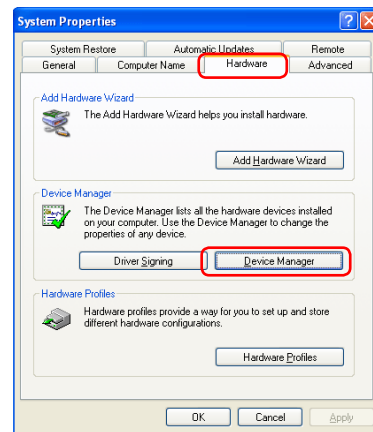 System Properties
System Restore Automatic Updates Remote
General Computer Name Hardware Advanced
Add Hardware Wizard
The Add Hardware Wizard helps you install hardware.
Add Hardware Wizard
Device Manager
The Device Manager lists all the hardware devices installed
on your computer. Use the Device Manager to change the
properties of any device.
Driver Signing Device Manager
Hardware Profiles
Hardware profiles provide a way for you to set up and store
different hardware configurations.
Hardware Profiles
OK Cancel Apply